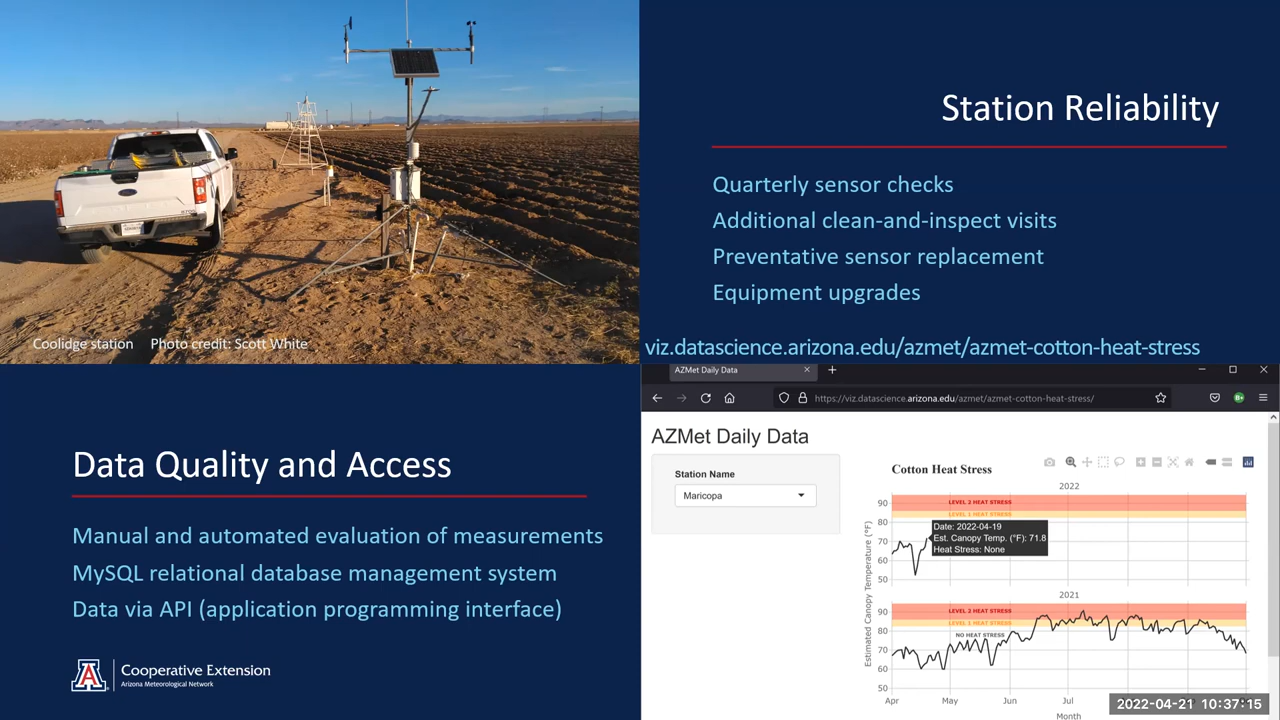 Coolidge station Photo credit: Scott White
Station Reliability
Quarterly sensor checks
Additional clean-and-inspect visits
Preventative sensor replacement
Equipment upgrades
viz.datascience.arizona.edu/azmet/azmet-cotton-heat-stress
Data Quality and Access
Manual and automated evaluation of measurements
MySQL relational database management system
Data via API (application programming interface)
A
Cooperative Extension
Arizona Meteorological Network
AZMet Daily Data
https://viz.datascience.arizona.edu/azmet/azmet-cotton-heat-stress/
AZMet Daily Data
Station Name
Maricopa
Cotton Heat Stress
2022
90
80
70
60
50
LEVEL 2 HEAT STRESS
LEVEL 1 HEAT STRESS
Date: 2022-04-19
Est. Canopy Temp. (°F): 71.8
Heat Stress: None
Estimated Canopy Temperature (°F)
2021
90
80
70
60
50
LEVEL 2 HEAT STRESS
LEVEL 1 HEAT STRESS
NO HEAT STRESS
Apr May Jun Jul
Month
2022-04-21 10:37:15